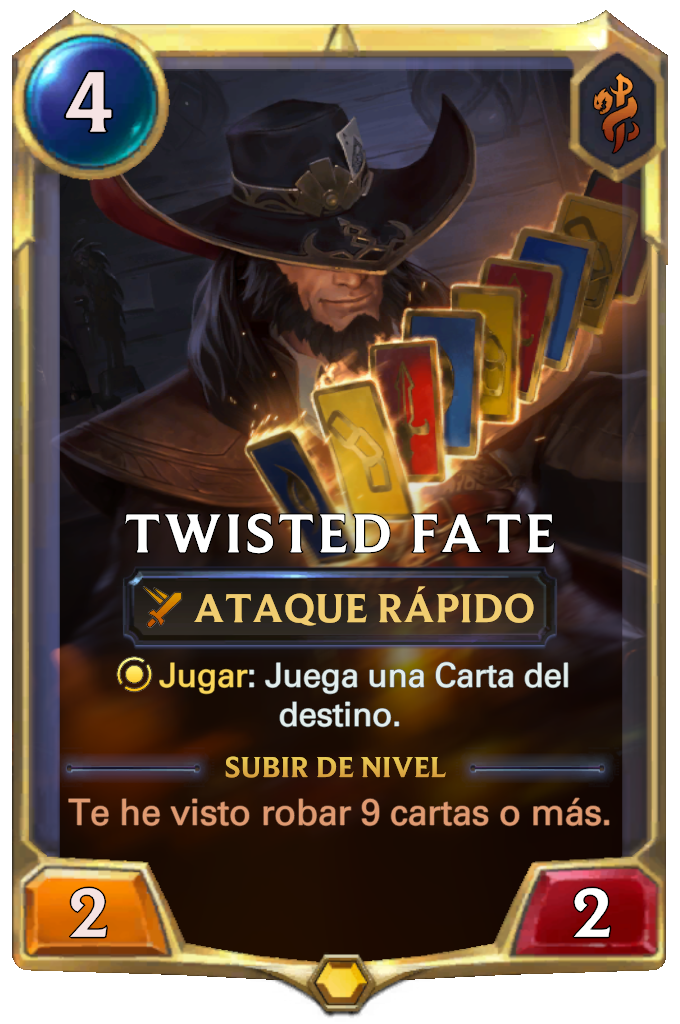 4
TWISTED FATE
ATAQUE RÁPIDO
Jugar: Juega una Carta del
destino.
SUBIR DE NIVEL
Te he visto robar 9 cartas o más.
2
2